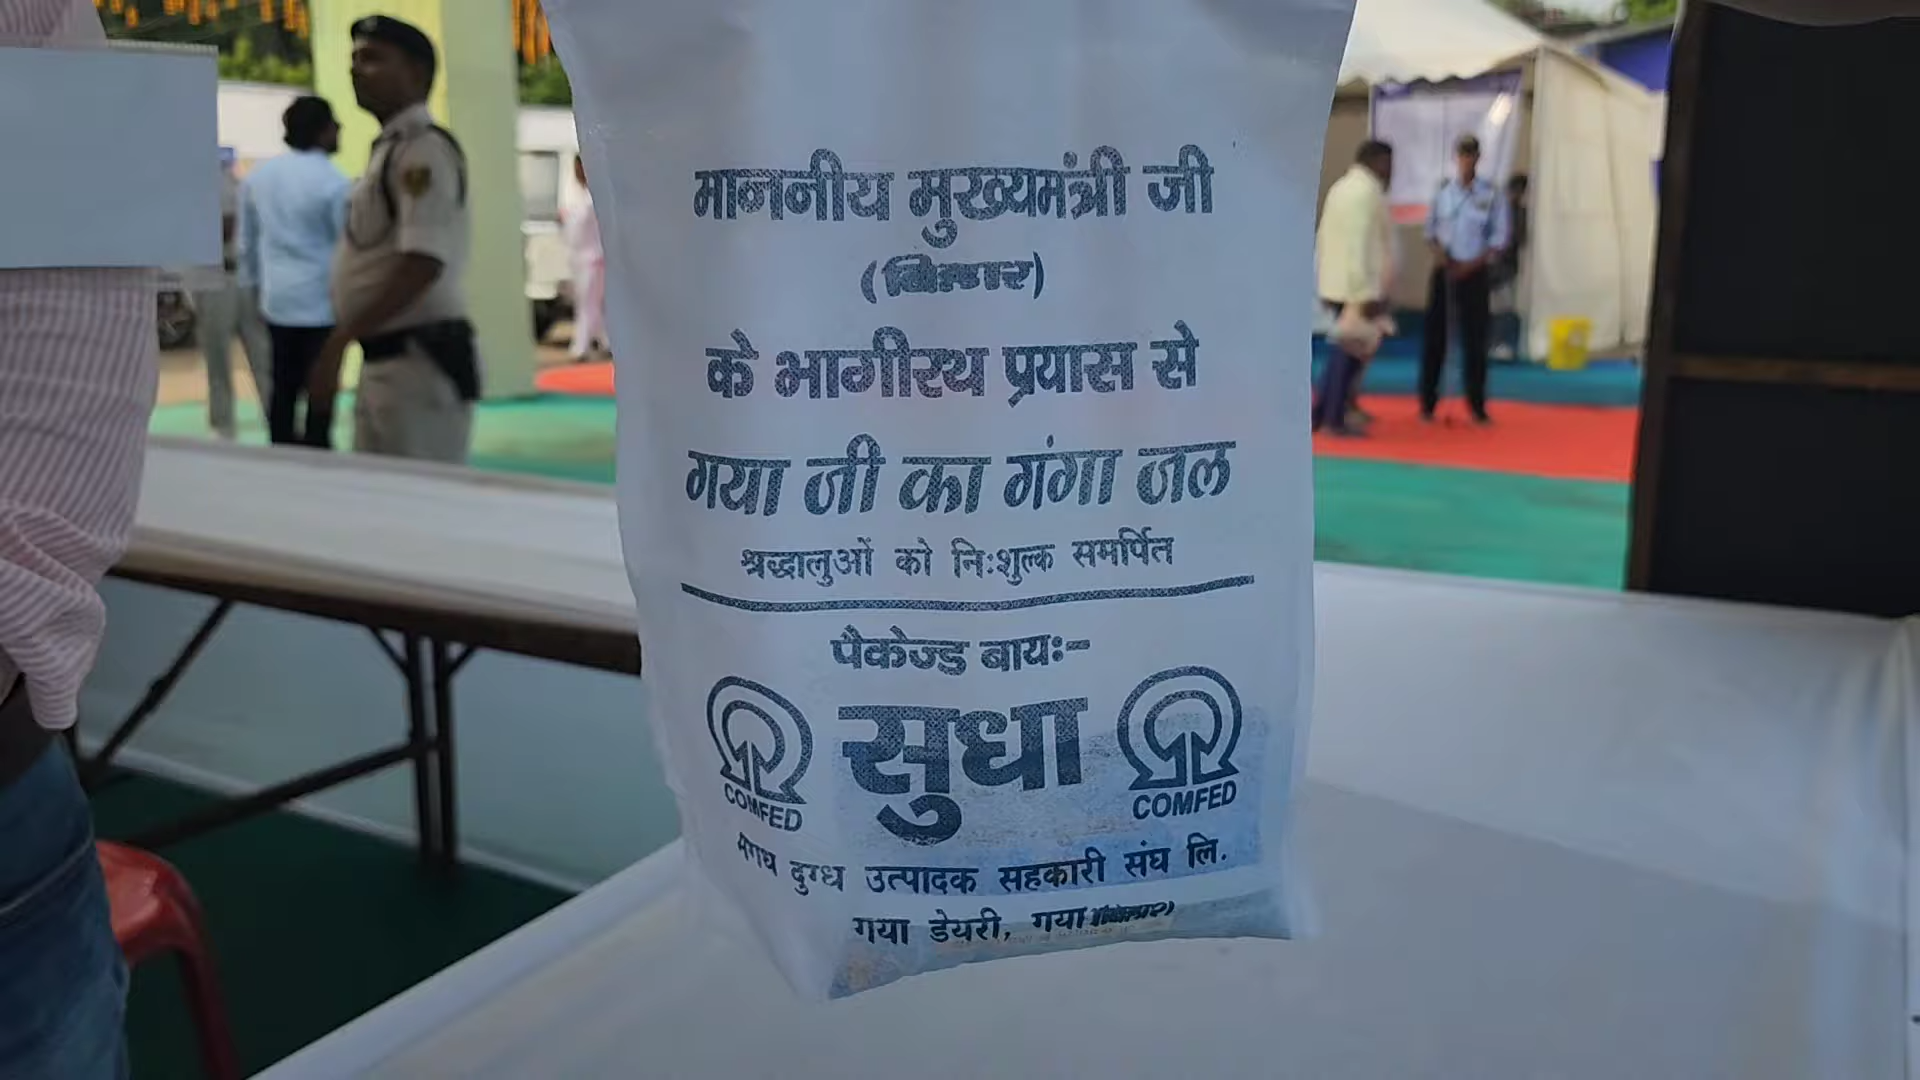 माननीय मुख्यमंत्री जी
(बिहार)
के भागीरथ प्रयास से
गया जी का गंगा जल
श्रद्धालुओं को निःशुल्क समर्पित
पैकेज्ड बायः-
सुधा
COMFED
COMFED
मगध दुग्ध उत्पादक सहकारी संघ लि.
गया डेयरी, गया (बिहार)